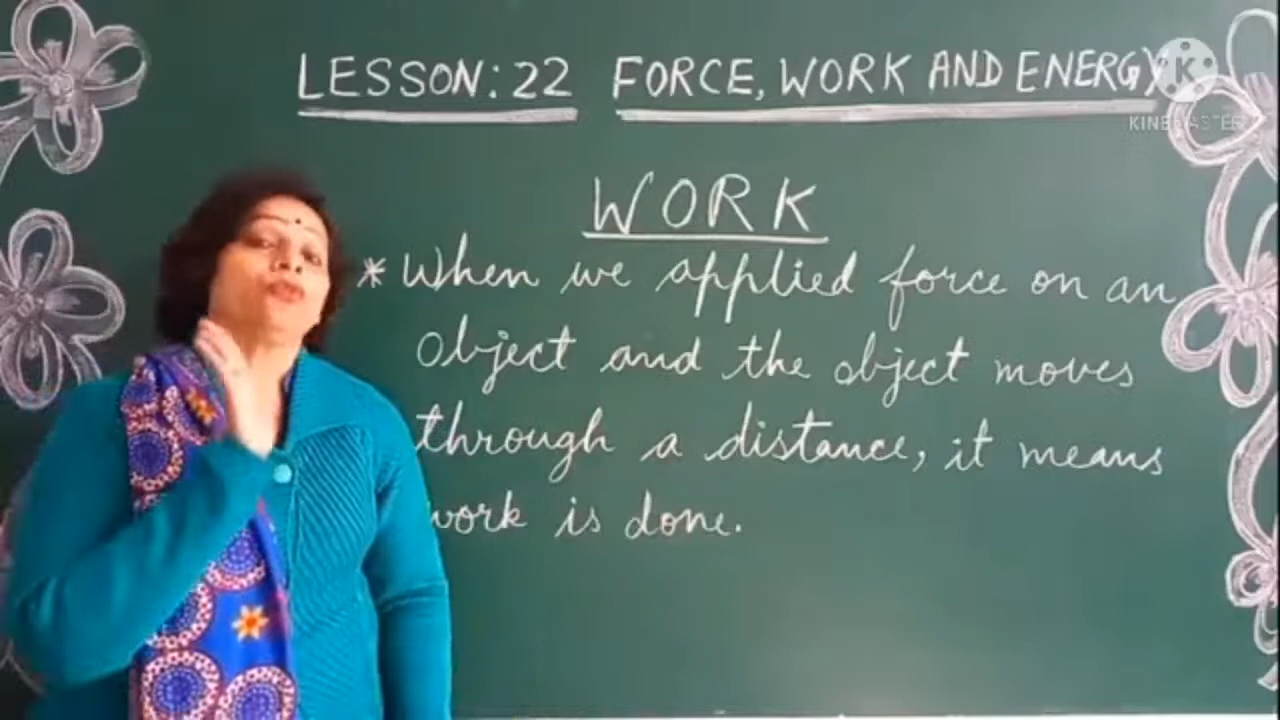 LESSON: 22 FORCE, WORK AND ENERGY
K
KINEMASTER
WORK
* When we applied force on an
object and the object moves
through a distance, it means
work is done.